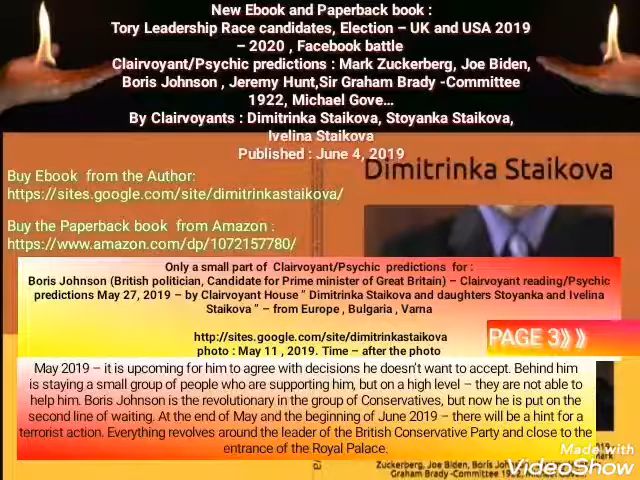 New Ebook and Paperback book :
Tory Leadership Race candidates, Election – UK and USA 2019
– 2020 , Facebook battle
Clairvoyant/Psychic predictions : Mark Zuckerberg, Joe Biden,
Boris Johnson , Jeremy Hunt,Sir Graham Brady -Committee
1922, Michael Gove...
By Clairvoyants : Dimitrinka Staikova, Stoyanka Staikova,
Ivelina Staikova
Published : June 4, 2019
Dimitrinka Staikova
Buy Ebook from the Author:
https://sites.google.com/site/dimitrinkastaikova/
Buy the Paperback book from Amazon :
https://www.amazon.com/dp/1072157780/
Only a small part of Clairvoyant/Psychic predictions for :
Boris Johnson (British politician, Candidate for Prime minister of Great Britain) – Clairvoyant reading/Psychic
predictions May 27, 2019 – by Clairvoyant House " Dimitrinka Staikova and daughters Stoyanka and Ivelina
Staikova " – from Europe , Bulgaria , Varna
http://sites.google.com/site/dimitrinkastaikova
photo : May 11 , 2019. Time – after the photo
PAGE 3》》
May 2019 – it is upcoming for him to agree with decisions he doesn't want to accept. Behind him
is staying a small group of people who are supporting him, but on a high level – they are not able to
help him. Boris Johnson is the revolutionary in the group of Conservatives, but now he is put on the
second line of waiting. At the end of May and the beginning of June 2019 – there will be a hint for a
terrorist action. Everything revolves around the leader of the British Conservative Party and close to the
entrance of the Royal Palace.
Zuckerberg, Joe Biden, Boris
Graham Brady -Committee 1922,
Made with
VideoShow